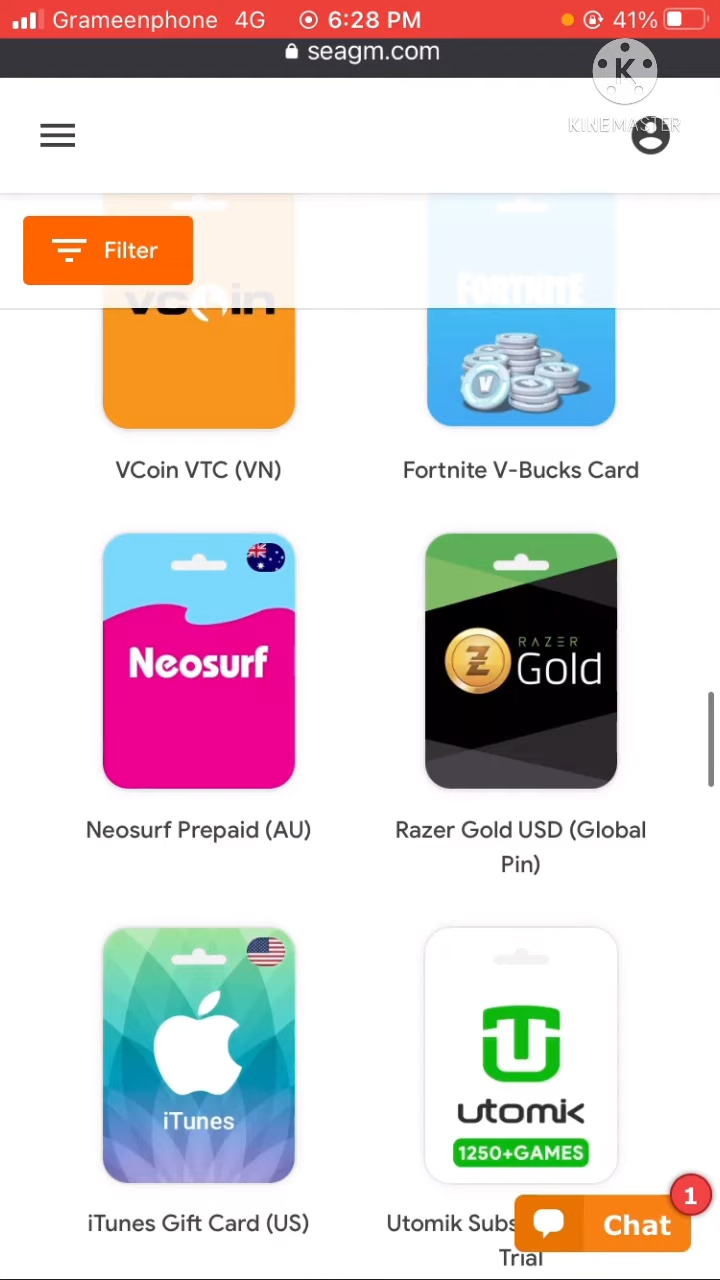 Grameenphone 4G 6:28 PM 41%
seagm.com
K
KINEMASTER
Filter
vcoin
FORTNITE
V
VCoin VTC (VN)
Fortnite V-Bucks Card
Neosurf
RAZER
Gold
Neosurf Prepaid (AU)
Razer Gold USD (Global
Pin)
iTunes
utomik
1250+GAMES
iTunes Gift Card (US)
Utomik Subs
Trial
1
Chat